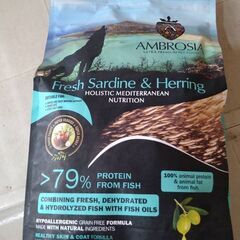 AMBROSIA
Fresh Sardine & Herring
HOLISTIC MEDITERRANEAN
NUTRITION
>79% PROTEIN
FROM FISH
100% animal protein
& animal fat
from fish.
COMBINING FRESH, DEHYDRATED
& HYDROLYZED FISH WITH FISH OILS
HYPOALLERGENIC GRAIN FREE FORMULA
MADE WITH NATURAL INGREDIENTS
HEALTHY SKIN & COAT FORMULA